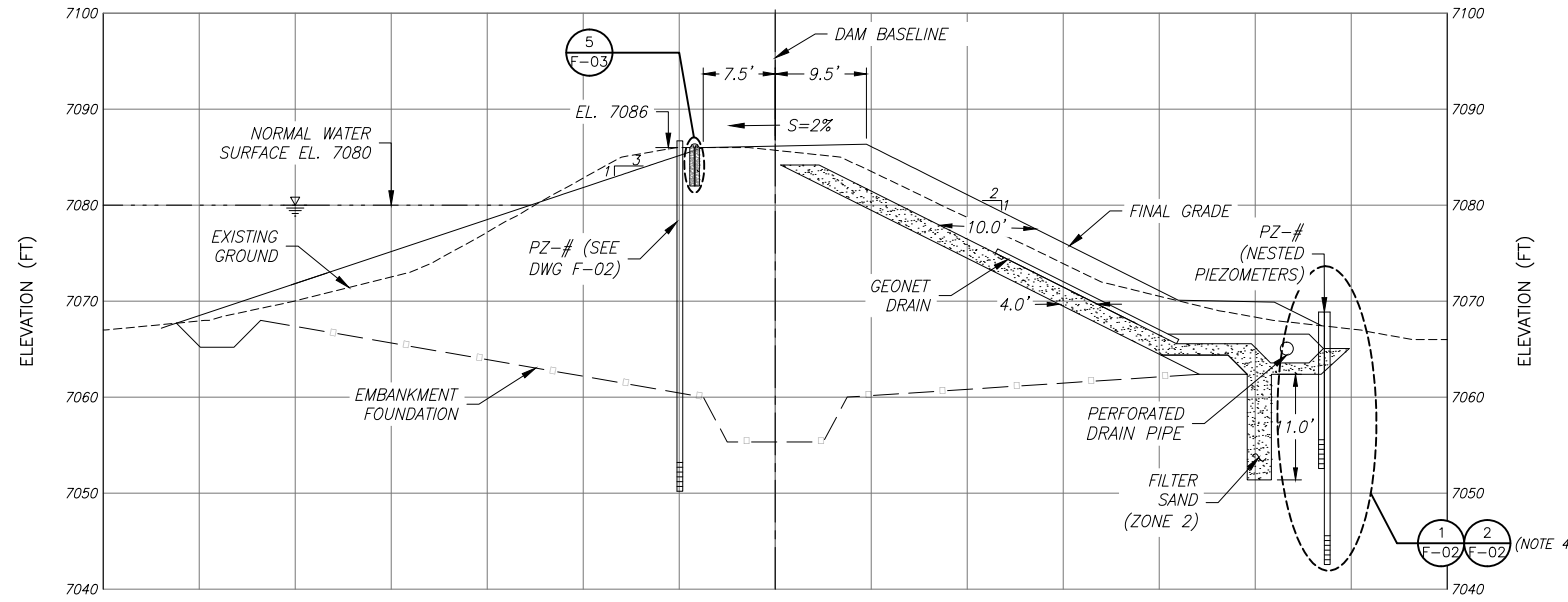 7100
7100
DAM BASELINE
5
F-03
7.5'
9.5'
7090
7090
EL. 7086
S=2%
NORMAL WATER
SURFACE EL. 7080
3
1
2
1
FINAL GRADE
7080
7080
10.0'
PZ-#
(NESTED
PIEZOMETERS)
EXISTING
GROUND
PZ-# (SEE
DWG F-02)
ELEVATION (FT)
ELEVATION (FT)
GEONET
DRAIN
4.0'
7070
7070
EMBANKMENT
FOUNDATION
7060
7060
PERFORATED
DRAIN PIPE
11.0'
FILTER
SAND
(ZONE 2)
7050
7050
1
F-02
2
F-02
(NOTE 4
7040
7040